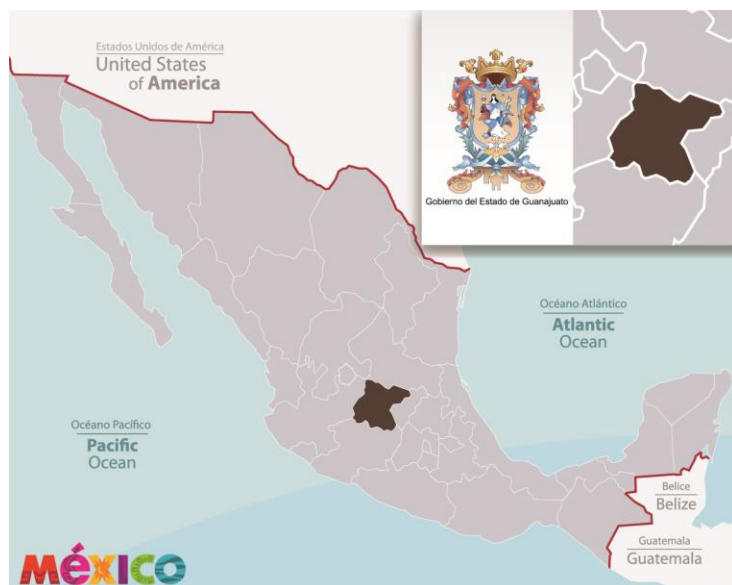 Estados Unidos de América
United States
of America
Gobierno del Estado de Guanajuato
Océano Atlántico
Atlantic
Ocean
Océano Pacífico
Pacific
Ocean
Belice
Belize
Guatemala
Guatemala
MéxIcO